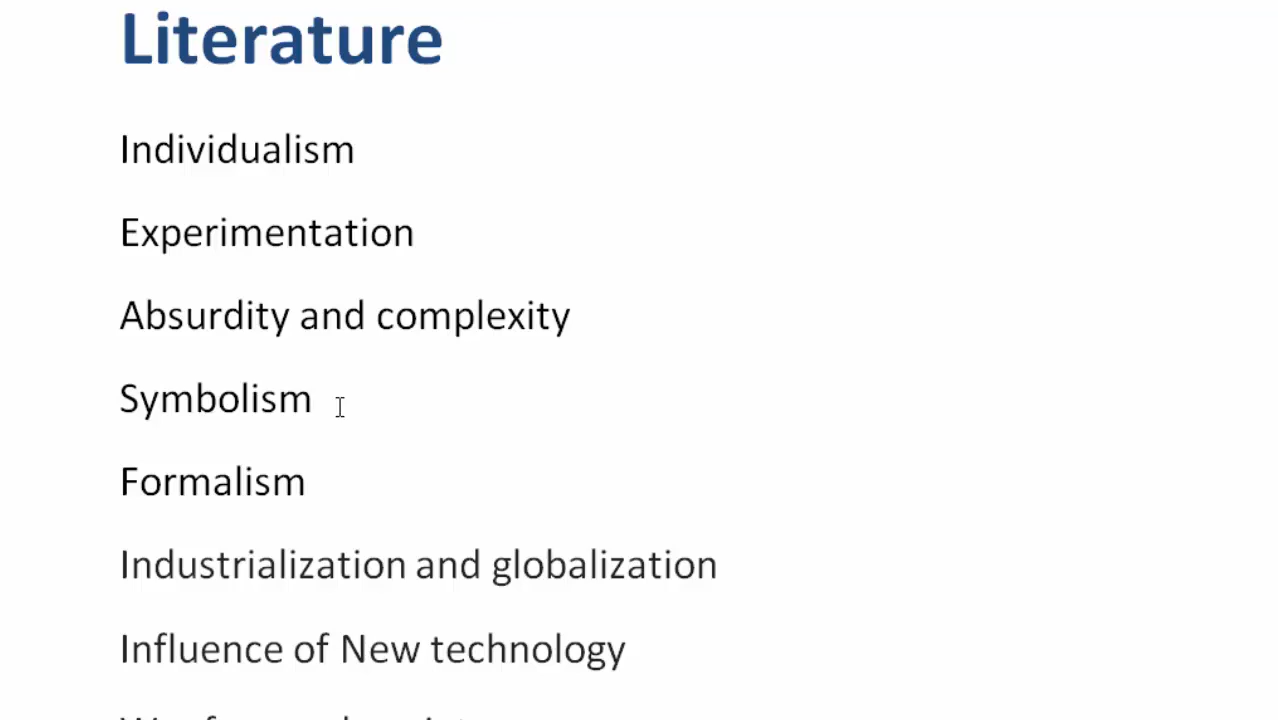 Literature
Individualism
Experimentation
Absurdity and complexity
Symbolism
Formalism
Industrialization and globalization
Influence of New technology